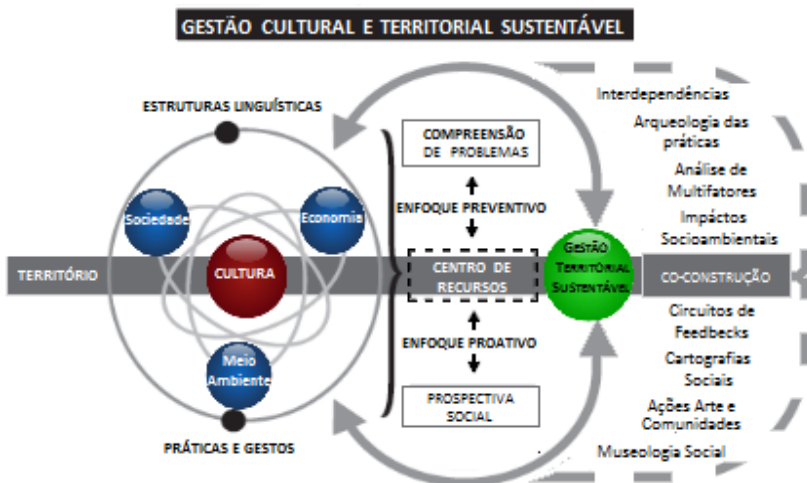 GESTÃO CULTURAL E TERRITORIAL SUSTENTÁVEL
ESTRUTURAS LINGUÍSTICAS
Sociedade
Economia
TERRITÓRIO
CULTURA
Meio
Ambiente
PRÁTICAS E GESTOS
COMPREENSÃO
DE PROBLEMAS
ENFOQUE PREVENTIVO
CENTRO DE
RECURSOS
ENFOQUE PROATIVO
PROSPECTIVA
SOCIAL
GESTÃO
TERRITÓRIAL
SUSTENTÁVEL
Interdependências
Arqueologia das
práticas
Análise de
Multifatores
Impáctos
Socioambientais
CO-CONSTRUÇÃO
Circuitos de
Feedbecks
Cartografias
Sociais
Ações Arte e
Comunidades
Museologia Social